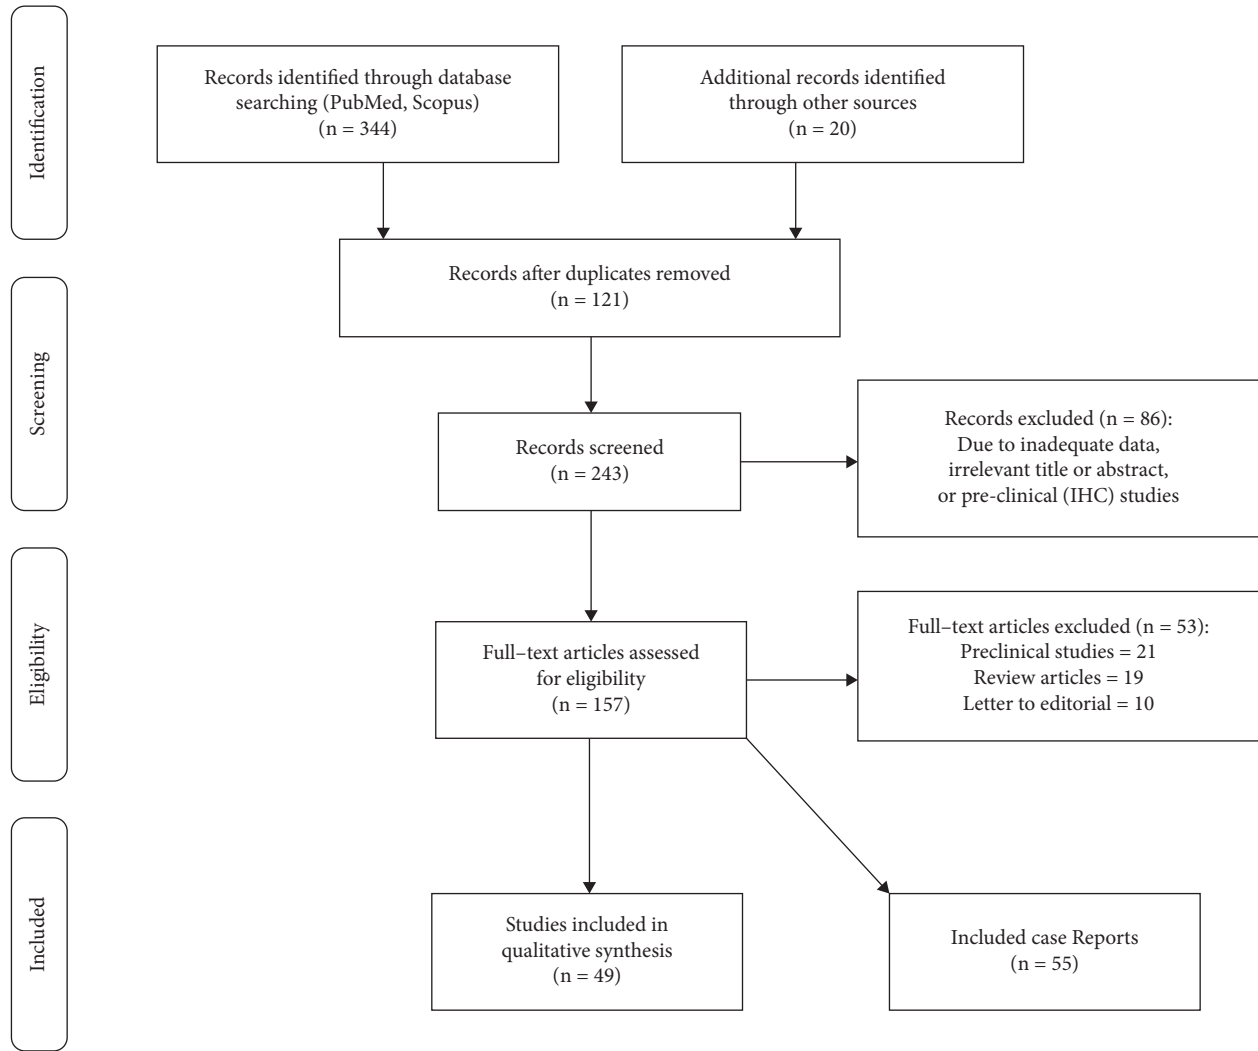 Identification
Records identified through database
searching (PubMed, Scopus)
(n = 344)
Additional records identified
through other sources
(n = 20)
Records after duplicates removed
(n = 121)
Screening
Records screened
(n = 243)
Records excluded (n = 86):
Due to inadequate data,
irrelevant title or abstract,
or pre-clinical (IHC) studies
Eligibility
Full–text articles assessed
for eligibility
(n = 157)
Full–text articles excluded (n = 53):
Preclinical studies = 21
Review articles = 19
Letter to editorial = 10
Included
Studies included in
qualitative synthesis
(n = 49)
Included case Reports
(n = 55)